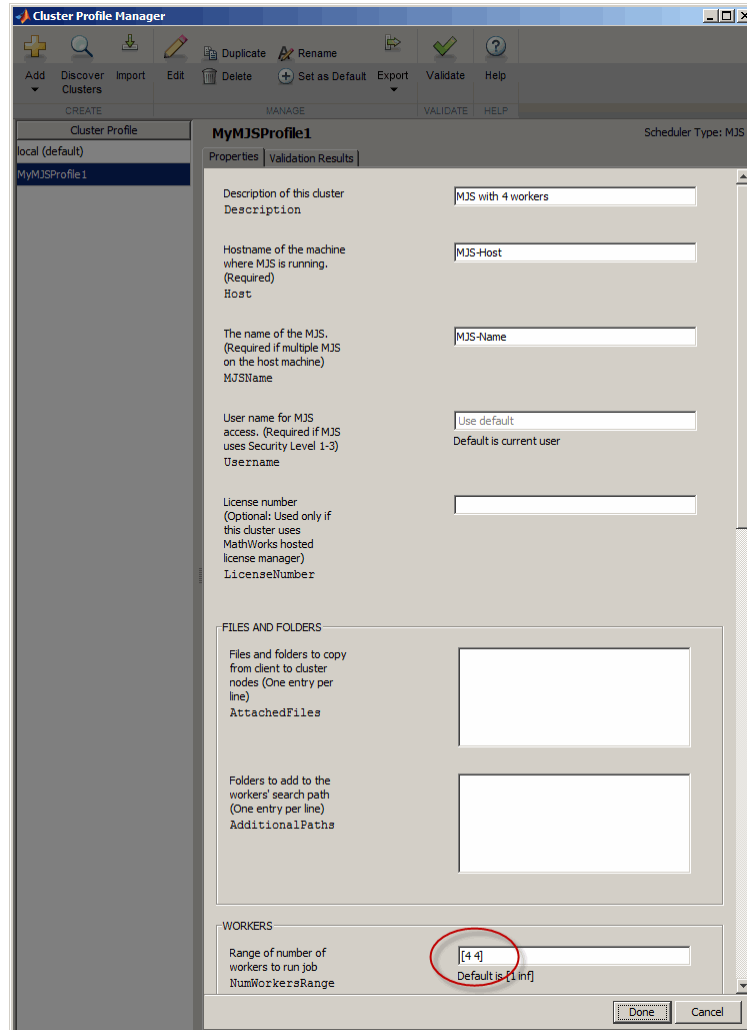 Cluster Profile Manager
Duplicate
Rename
Add
Discover Clusters
Import
Edit
Delete
Set as Default
Export
Validate
Help
CREATE
MANAGE
VALIDATE
HELP
Cluster Profile
local (default)
MyMJSProfile1
MyMJSProfile1
Scheduler Type: MJS
Properties
Validation Results
Description of this cluster
Description
MJS with 4 workers
Hostname of the machine
where MJS is running.
(Required)
Host
MJS-Host
The name of the MJS.
(Required if multiple MJS
on the host machine)
MJSName
MJS-Name
User name for MJS
access. (Required if MJS
uses Security Level 1-3)
Username
Use default
Default is current user
License number
(Optional: Used only if
this cluster uses
MathWorks hosted
license manager)
LicenseNumber
FILES AND FOLDERS
Files and folders to copy
from client to cluster
nodes (One entry per
line)
AttachedFiles
Folders to add to the
workers' search path
(One entry per line)
AdditionalPaths
WORKERS
Range of number of
workers to run job
NumWorkersRange
[4 4]
Default is [1 inf]
Done
Cancel